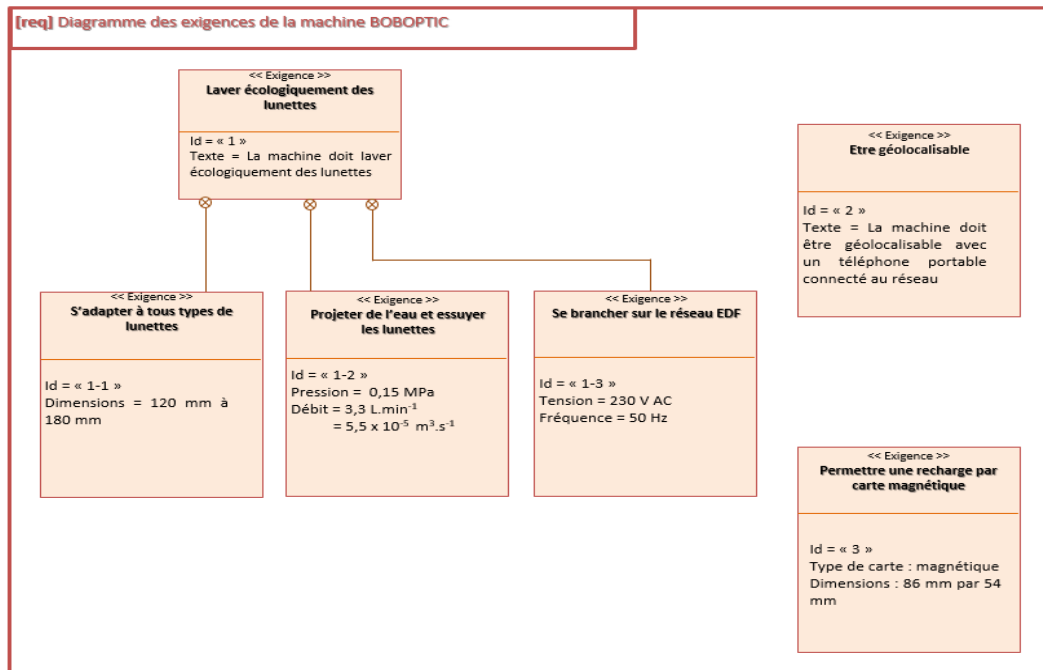 [req] Diagramme des exigences de la machine BOBOPTIC
<< Exigence >>
Laver écologiquement des
lunettes
Id = « 1 »
Texte = La machine doit laver
écologiquement des lunettes
<< Exigence >>
Etre géolocalisable
Id = « 2 »
Texte = La machine doit
être géolocalisable avec
un téléphone portable
connecté au réseau
<< Exigence >>
S’adapter à tous types de
lunettes
Id = « 1-1 »
Dimensions = 120 mm à
180 mm
<< Exigence >>
Projeter de l’eau et essuyer
les lunettes
Id = « 1-2 »
Pression = 0,15 MPa
Débit = 3,3 L.min⁻¹
= 5,5 x 10⁻⁵ m³.s⁻¹
<< Exigence >>
Se brancher sur le réseau EDF
Id = « 1-3 »
Tension = 230 V AC
Fréquence = 50 Hz
<< Exigence >>
Permettre une recharge par
carte magnétique
Id = « 3 »
Type de carte : magnétique
Dimensions : 86 mm par 54
mm